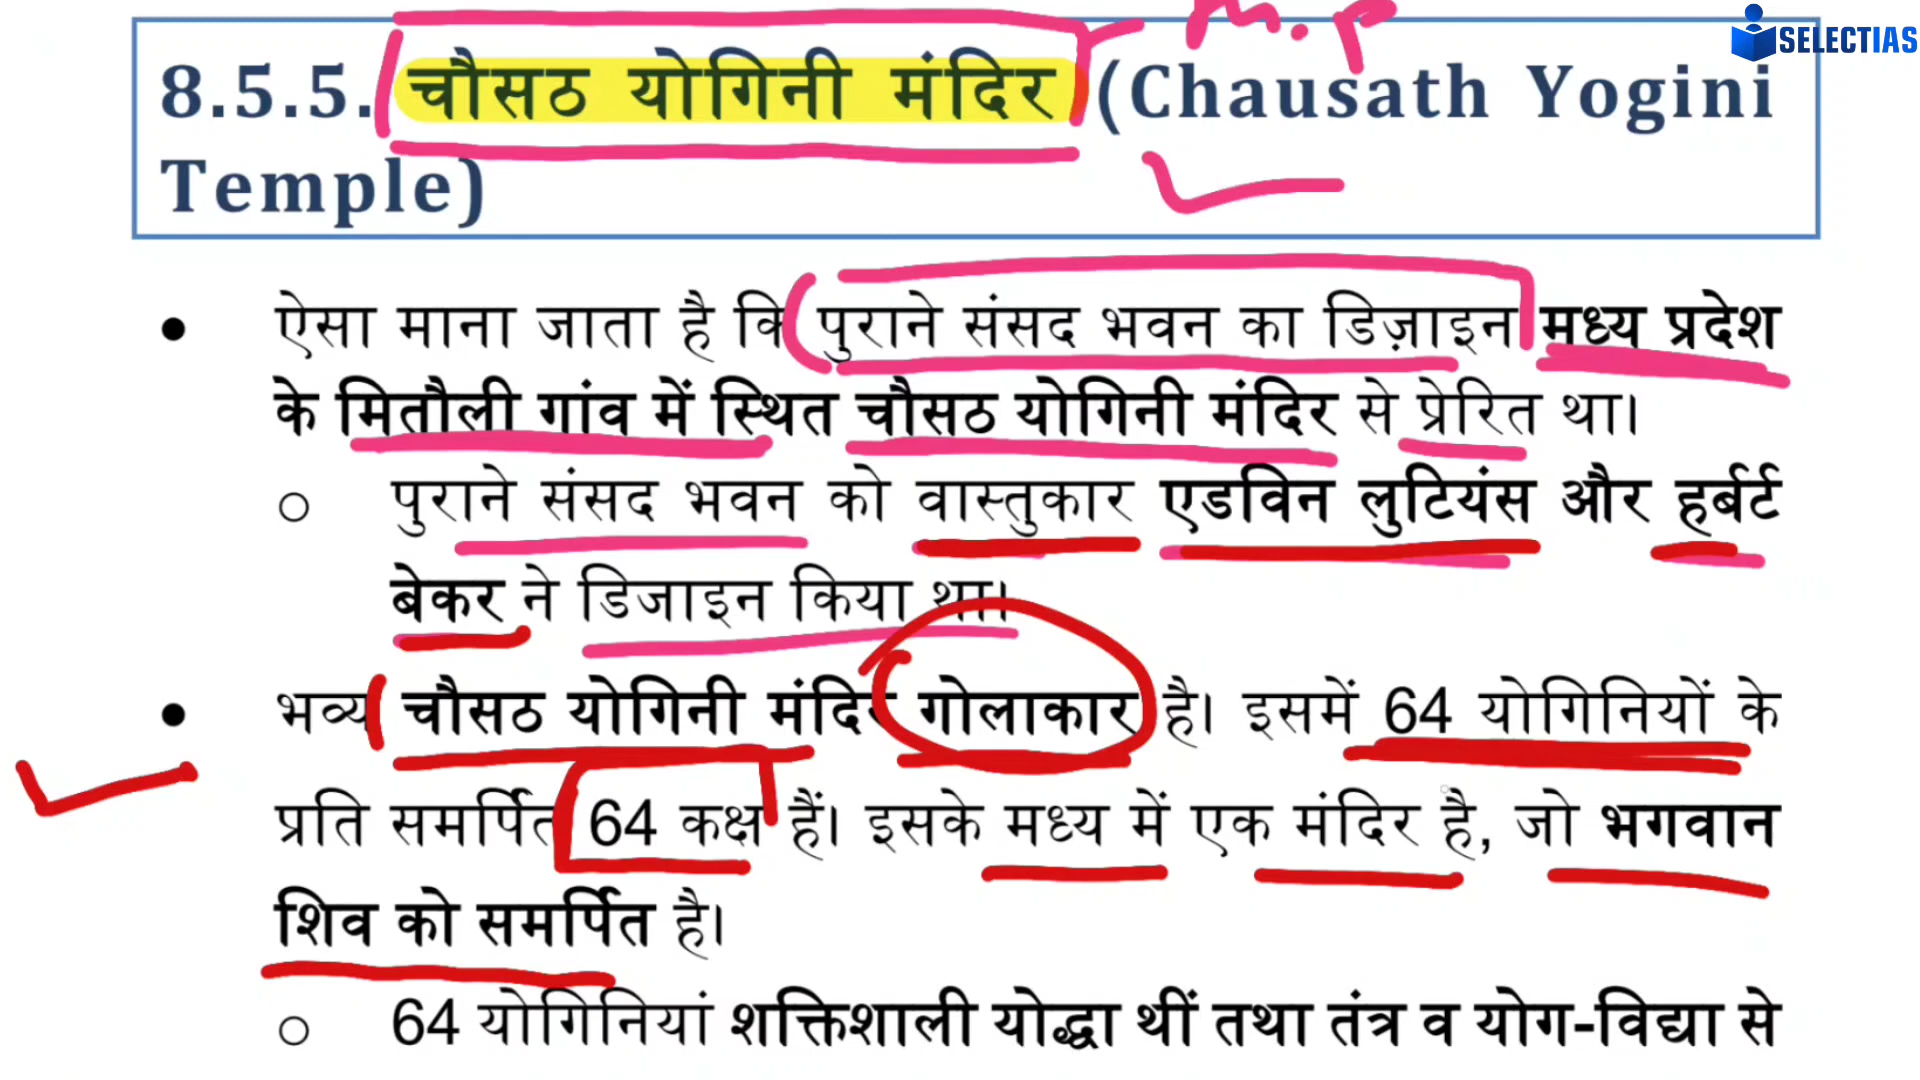 M.P
SELECTIAS
8.5.5. चौसठ योगिनी मंदिर (Chausath Yogini
Temple)
• ऐसा माना जाता है कि पुराने संसद भवन का डिज़ाइन मध्य प्रदेश
के मितौली गांव में स्थित चौसठ योगिनी मंदिर से प्रेरित था।
○ पुराने संसद भवन को वास्तुकार एडविन लुटियंस और हर्बर्ट
बेकर ने डिजाइन किया था।
• भव्य चौसठ योगिनी मंदिर गोलाकार है। इसमें 64 योगिनियों के
प्रति समर्पित 64 कक्ष हैं। इसके मध्य में एक मंदिर है, जो भगवान
शिव को समर्पित है।
○ 64 योगिनियां शक्तिशाली योद्धा थीं तथा तंत्र व योग-विद्या से